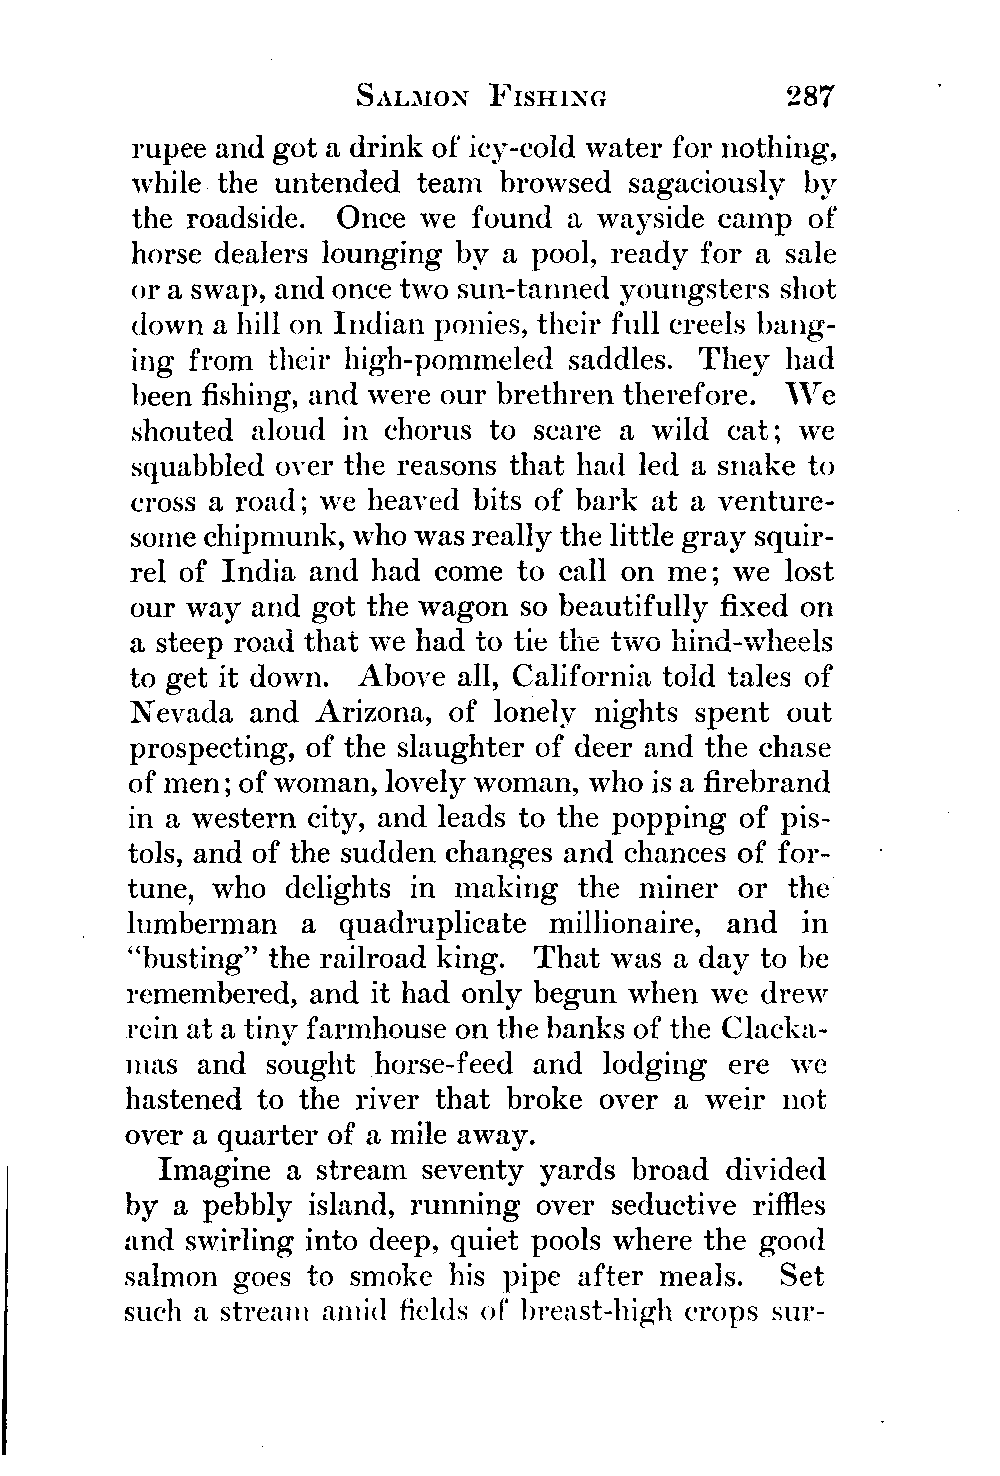 SALMON FISHING 287
rupee and got a drink of icy-cold water for nothing,
while the untended team browsed sagaciously by
the roadside. Once we found a wayside camp of
horse dealers lounging by a pool, ready for a sale
or a swap, and once two sun-tanned youngsters shot
down a hill on Indian ponies, their full creels bang-
ing from their high-pommeled saddles. They had
been fishing, and were our brethren therefore. We
shouted aloud in chorus to scare a wild cat; we
squabbled over the reasons that had led a snake to
cross a road; we heaved bits of bark at a venture-
some chipmunk, who was really the little gray squir-
rel of India and had come to call on me; we lost
our way and got the wagon so beautifully fixed on
a steep road that we had to tie the two hind-wheels
to get it down. Above all, California told tales of
Nevada and Arizona, of lonely nights spent out
prospecting, of the slaughter of deer and the chase
of men; of woman, lovely woman, who is a firebrand
in a western city, and leads to the popping of pis-
tols, and of the sudden changes and chances of for-
tune, who delights in making the miner or the
lumberman a quadruplicate millionaire, and in
“busting” the railroad king. That was a day to be
remembered, and it had only begun when we drew
rein at a tiny farmhouse on the banks of the Clacka-
mas and sought horse-feed and lodging ere we
hastened to the river that broke over a weir not
over a quarter of a mile away.
Imagine a stream seventy yards broad divided
by a pebbly island, running over seductive riffles
and swirling into deep, quiet pools where the good
salmon goes to smoke his pipe after meals. Set
such a stream amid fields of breast-high crops sur-